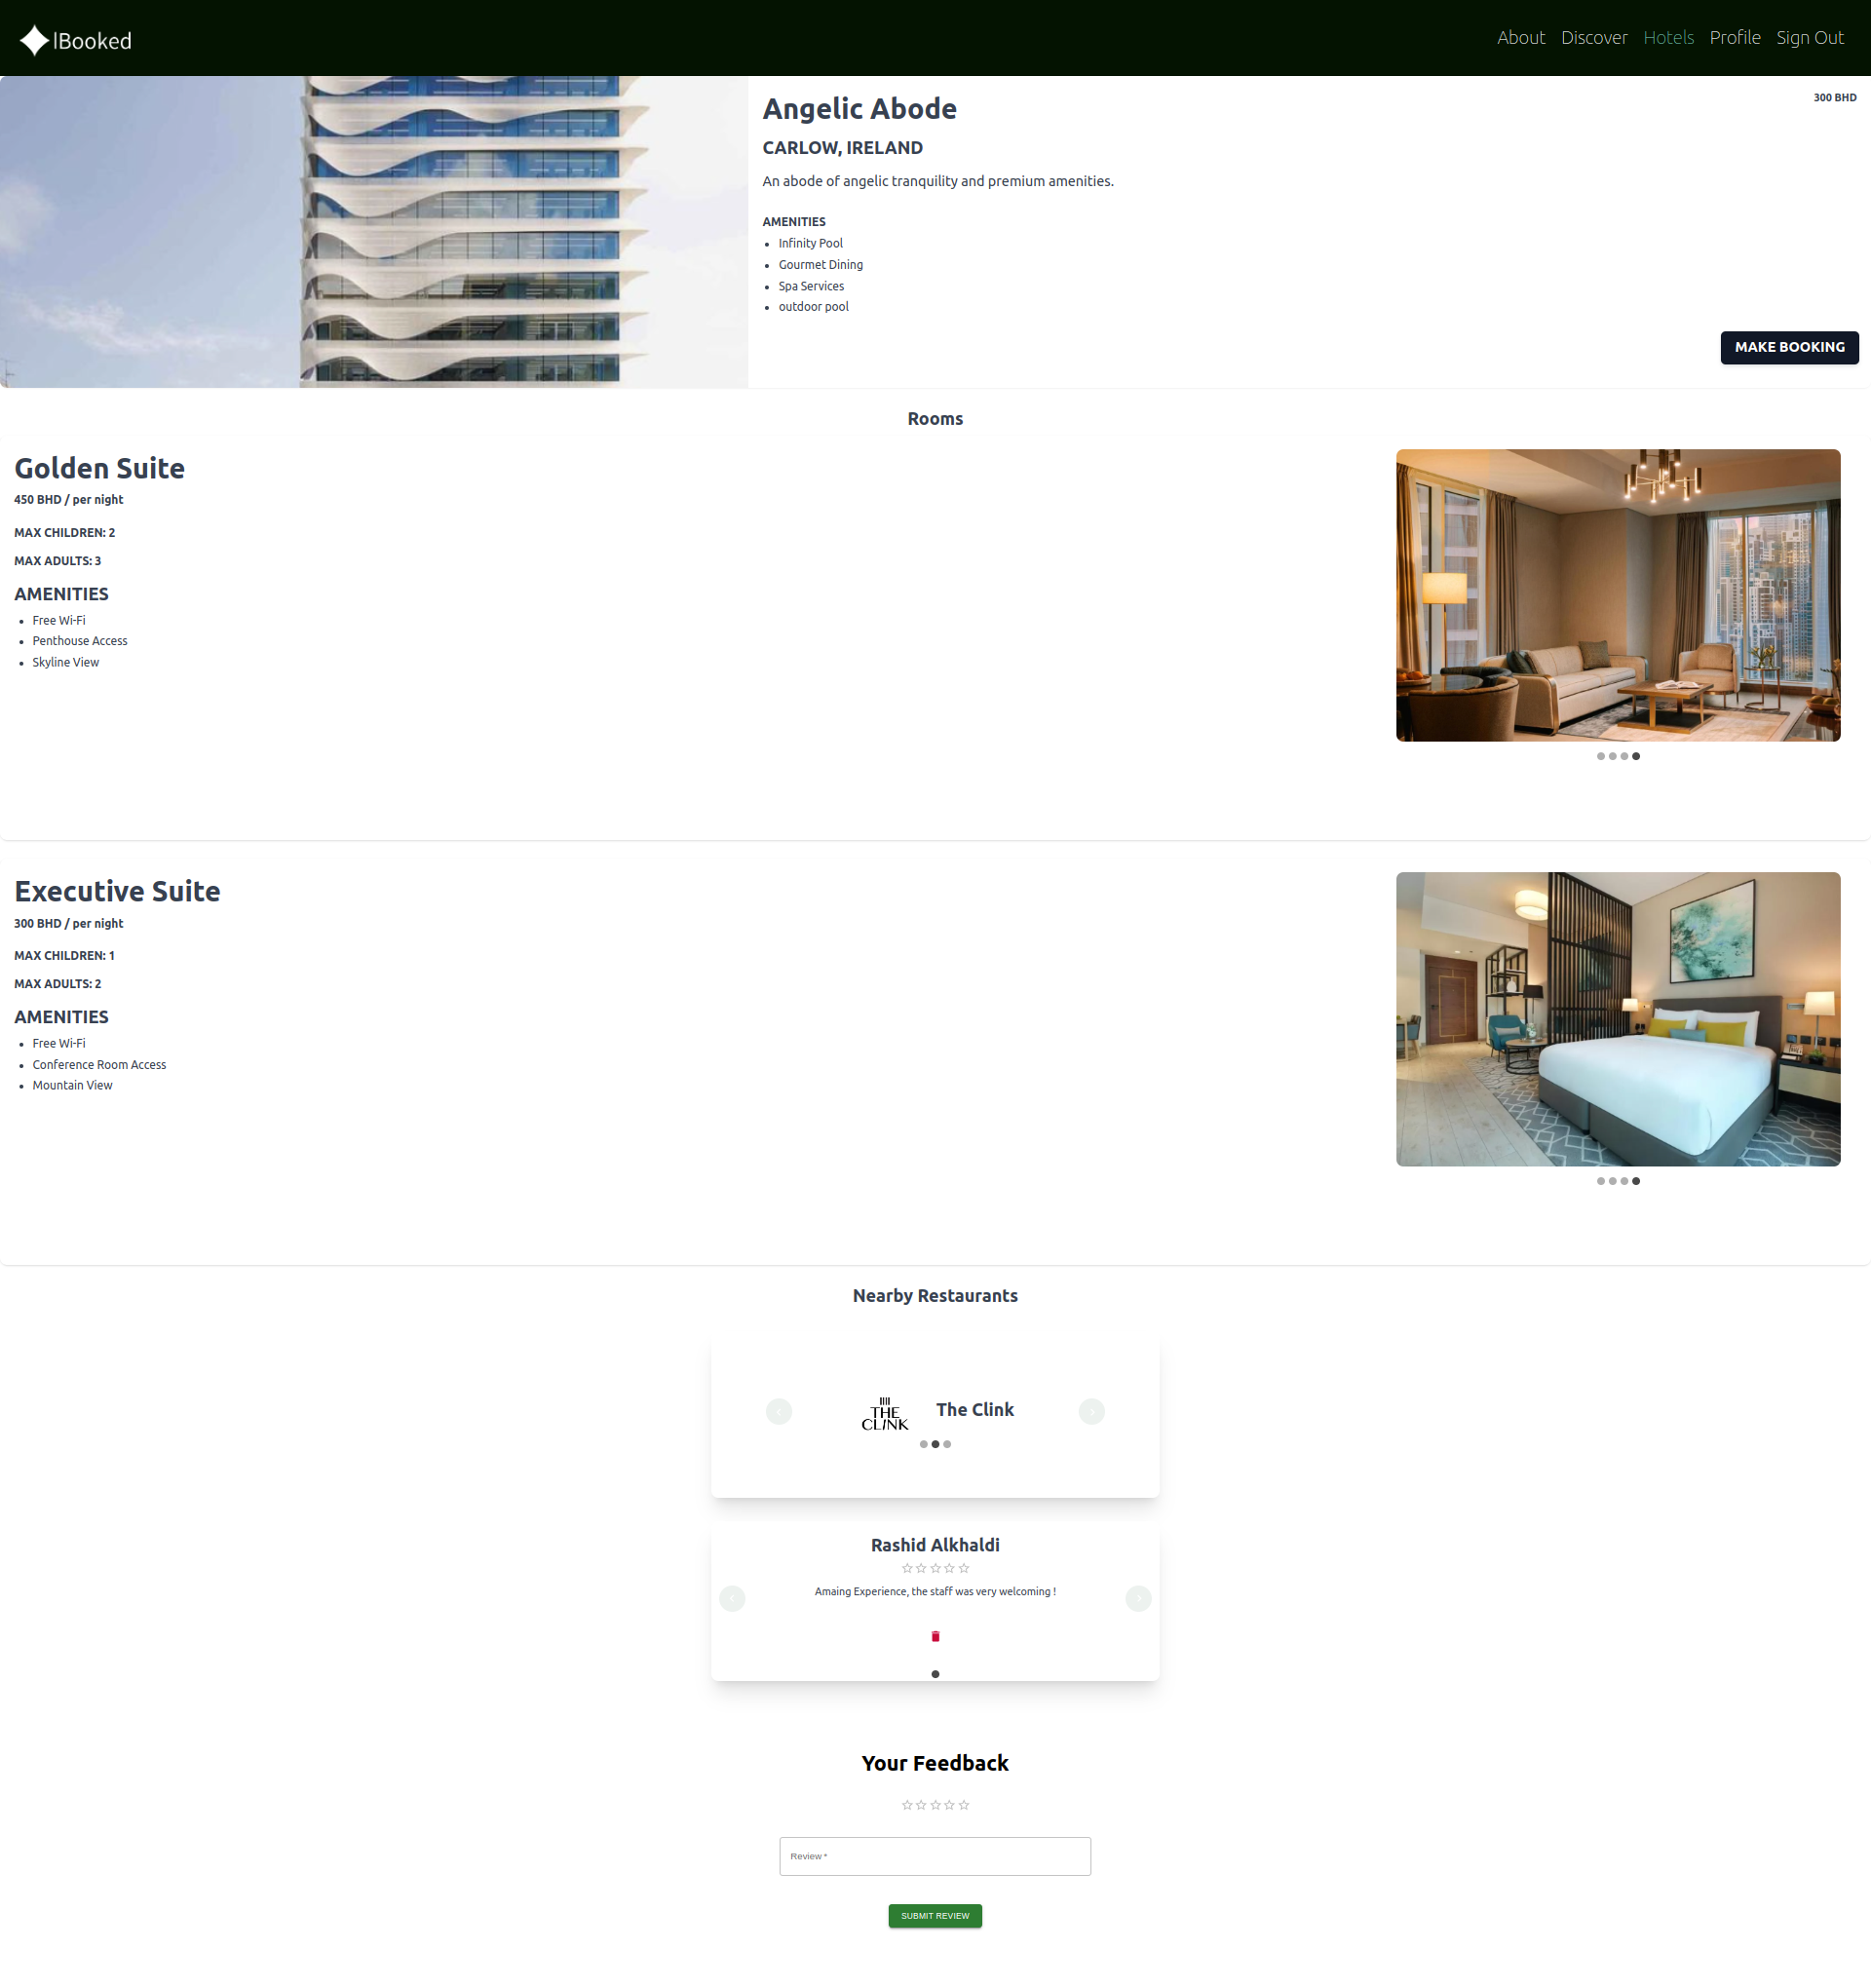 lBooked
About Discover Hotels Profile Sign Out
Angelic Abode
300 BHD
CARLOW, IRELAND
An abode of angelic tranquility and premium amenities.
AMENITIES
Infinity Pool
Gourmet Dining
Spa Services
outdoor pool
MAKE BOOKING
Rooms
Golden Suite
450 BHD / per night
MAX CHILDREN: 2
MAX ADULTS: 3
AMENITIES
Free Wi-Fi
Penthouse Access
Skyline View
Executive Suite
300 BHD / per night
MAX CHILDREN: 1
MAX ADULTS: 2
AMENITIES
Free Wi-Fi
Conference Room Access
Mountain View
Nearby Restaurants
THE
CLINK
The Clink
Rashid Alkhaldi
Amaing Experience, the staff was very welcoming !
Your Feedback
Review *
SUBMIT REVIEW